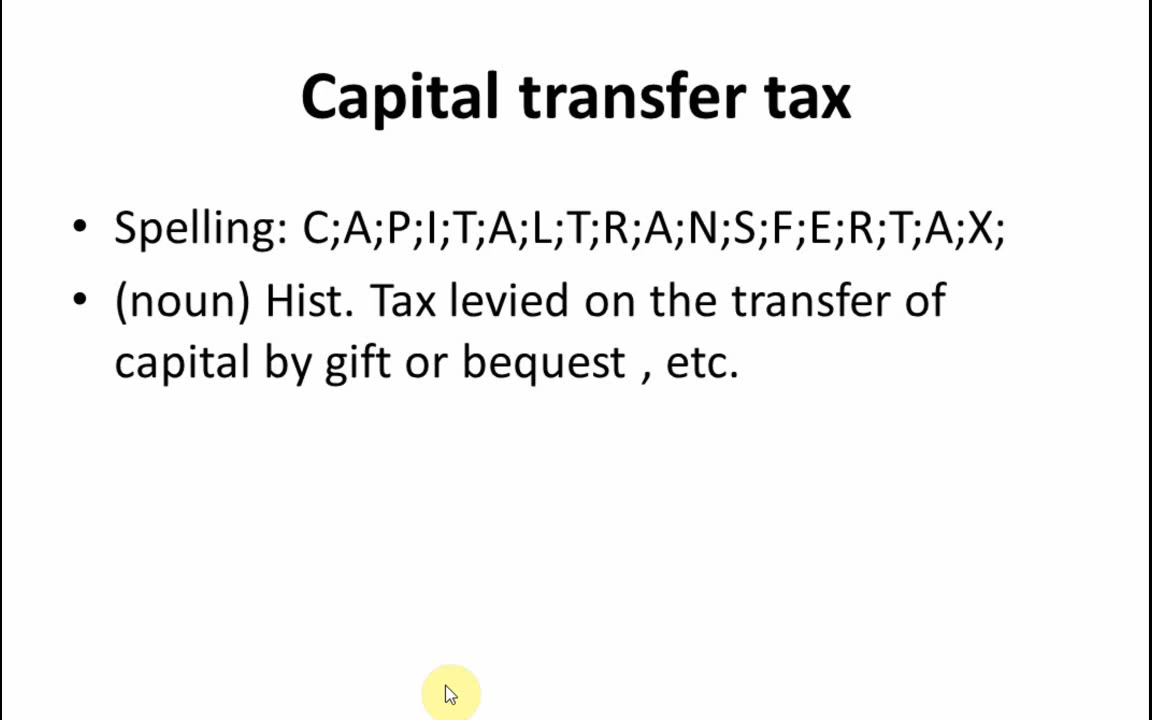 Capital transfer tax
• Spelling: C;A;P;I;T;A;L;T;R;A;N;S;F;E;R;T;A;X;
• (noun) Hist. Tax levied on the transfer of
capital by gift or bequest , etc.